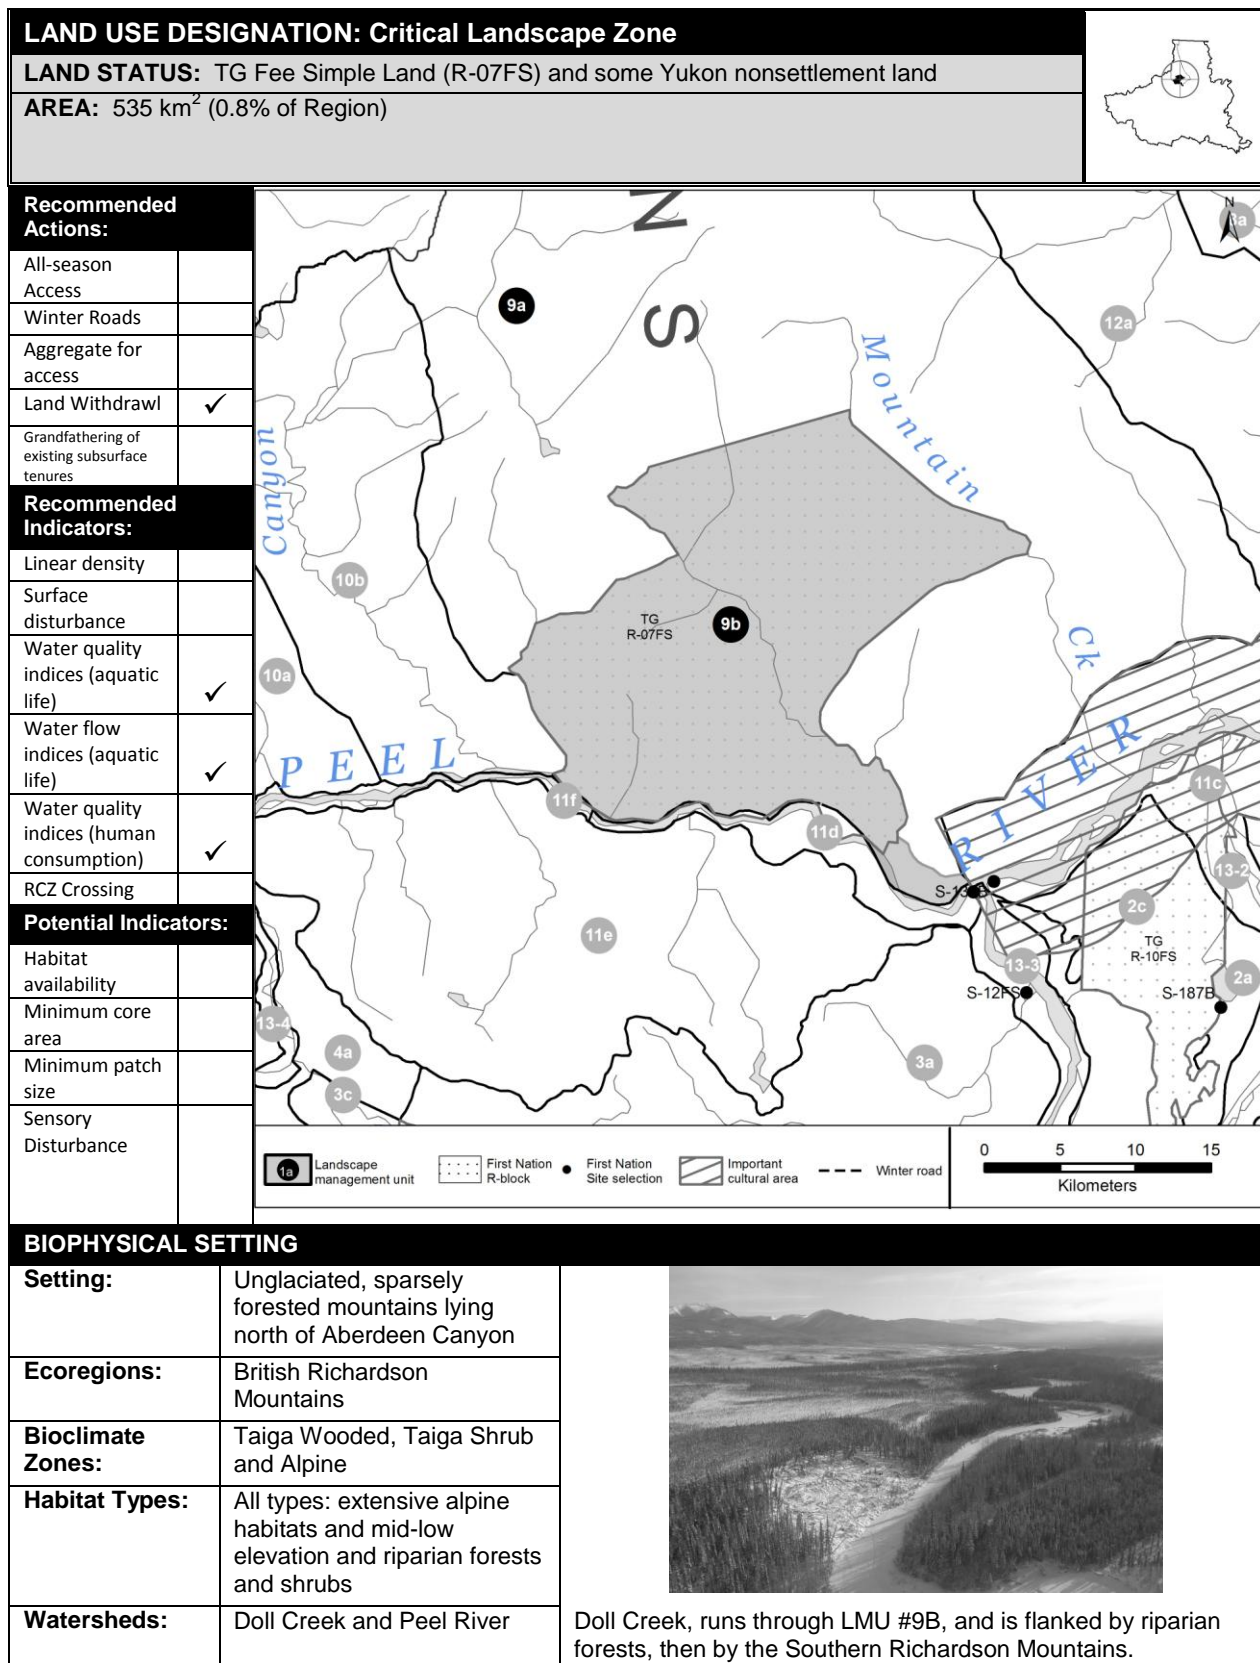 LAND USE DESIGNATION: Critical Landscape Zone
LAND STATUS: TG Fee Simple Land (R-07FS) and some Yukon nonsettlement land
AREA: 535 km2 (0.8% of Region)
Recommended
Actions:
All-season
Access
Winter Roads
Aggregate for
access
Land Withdrawl ✓
Grandfathering of
existing subsurface
tenures
Recommended
Indicators:
Linear density
Surface
disturbance
Water quality
indices (aquatic
life) ✓
Water flow
indices (aquatic
life) ✓
Water quality
indices (human
consumption) ✓
RCZ Crossing
Potential Indicators:
Habitat
availability
Minimum core
area
Minimum patch
size
Sensory
Disturbance
N
S
N
9a
12a
Mountain
Canyon
10b
TG
R-07FS
9b
Ck
10a
PEEL
RIVER
11f
11d
11c
13-2
2c
11e
TG
R-10FS
13-3
S-12FS
S-187B
2a
13-4
4a
3a
3c
1a
Landscape
management unit
First Nation
R-block
First Nation
Site selection
Important
cultural area
Winter road
0 5 10 15
Kilometers
BIOPHYSICAL SETTING
Setting: Unglaciated, sparsely
forested mountains lying
north of Aberdeen Canyon
Ecoregions: British Richardson
Mountains
Bioclimate Taiga Wooded, Taiga Shrub
Zones: and Alpine
Habitat Types: All types: extensive alpine
habitats and mid-low
elevation and riparian forests
and shrubs
Watersheds: Doll Creek and Peel River
Doll Creek, runs through LMU #9B, and is flanked by riparian
forests, then by the Southern Richardson Mountains.